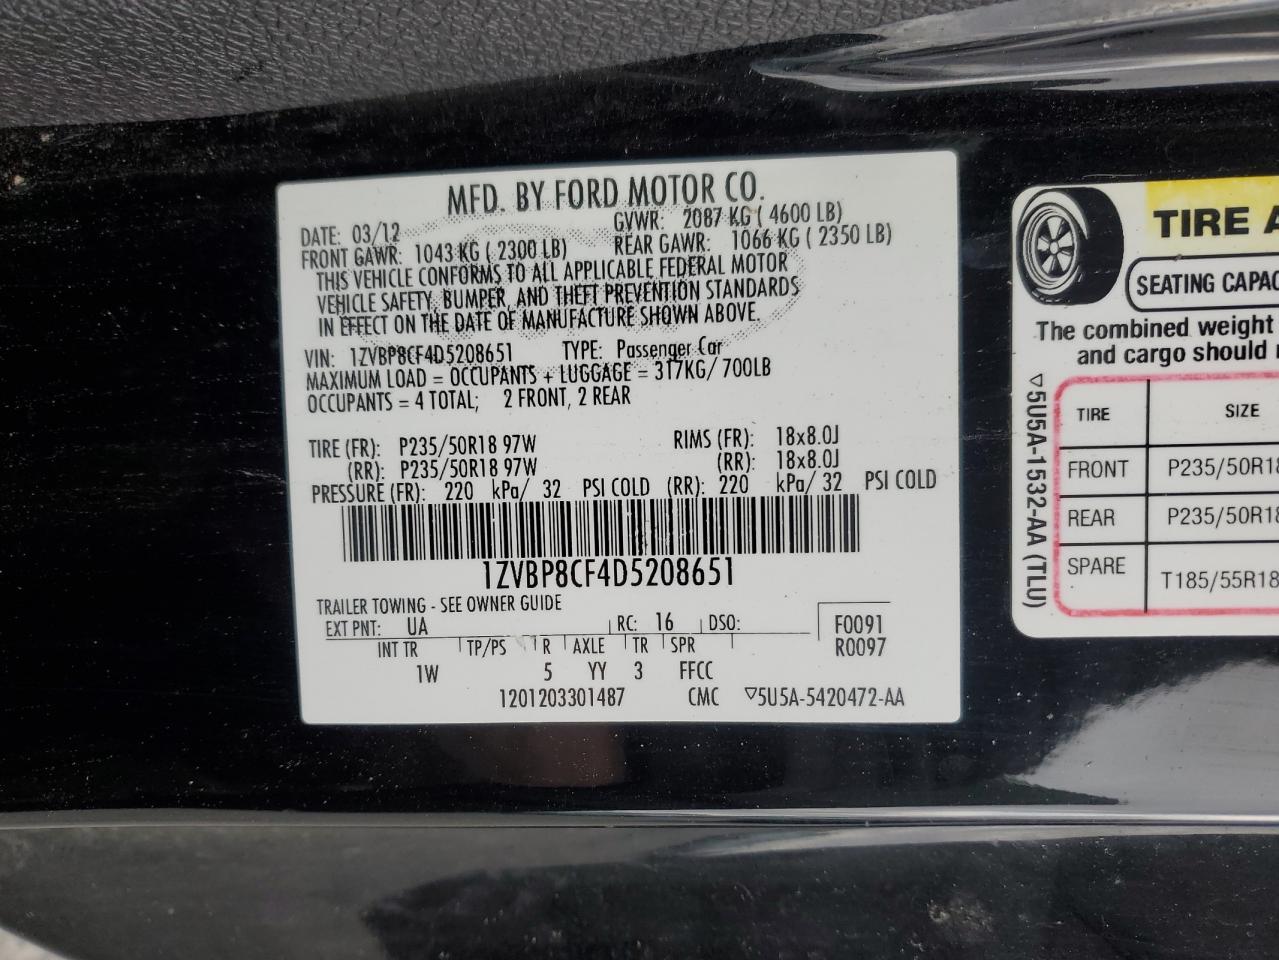 MFD. BY FORD MOTOR CO.
DATE: 03/12 GVWR: 2087 KG ( 4600 LB)
FRONT GAWR: 1043 KG ( 2300 LB) REAR GAWR: 1066 KG ( 2350 LB)
THIS VEHICLE CONFORMS TO ALL APPLICABLE FEDERAL MOTOR
VEHICLE SAFETY, BUMPER, AND THEFT PREVENTION STANDARDS
IN EFFECT ON THE DATE OF MANUFACTURE SHOWN ABOVE.
VIN: 1ZVBP8CF4D5208651 TYPE: Passenger Car
MAXIMUM LOAD = OCCUPANTS + LUGGAGE = 317KG/ 700LB
OCCUPANTS = 4 TOTAL; 2 FRONT, 2 REAR
TIRE (FR): P235/50R18 97W RIMS (FR): 18x8.0J
(RR): P235/50R18 97W (RR): 18x8.0J
PRESSURE (FR): 220 kPa/ 32 PSI COLD (RR): 220 kPa/ 32 PSI COLD
1ZVBP8CF4D5208651
TRAILER TOWING - SEE OWNER GUIDE
EXT PNT: UA RC: 16 DSO: F0091
INT TR TP/PS R AXLE TR SPR R0097
1W 5 YY 3 FFCC
1201203301487 CMC ▽5U5A-5420472-AA
TIRE A
SEATING CAPAC
The combined weight
and cargo should
▽5U5A-1532-AA (TLU)
TIRE SIZE
FRONT P235/50R18
REAR P235/50R18
SPARE T185/55R18